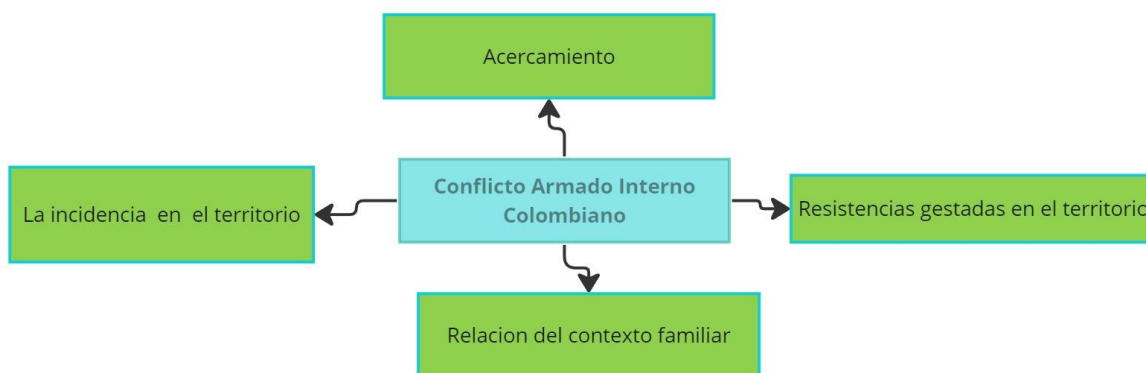 Acercamiento
La incidencia en el territorio
Conflicto Armado Interno
Colombiano
Resistencias gestadas en el territorio
Relacion del contexto familiar